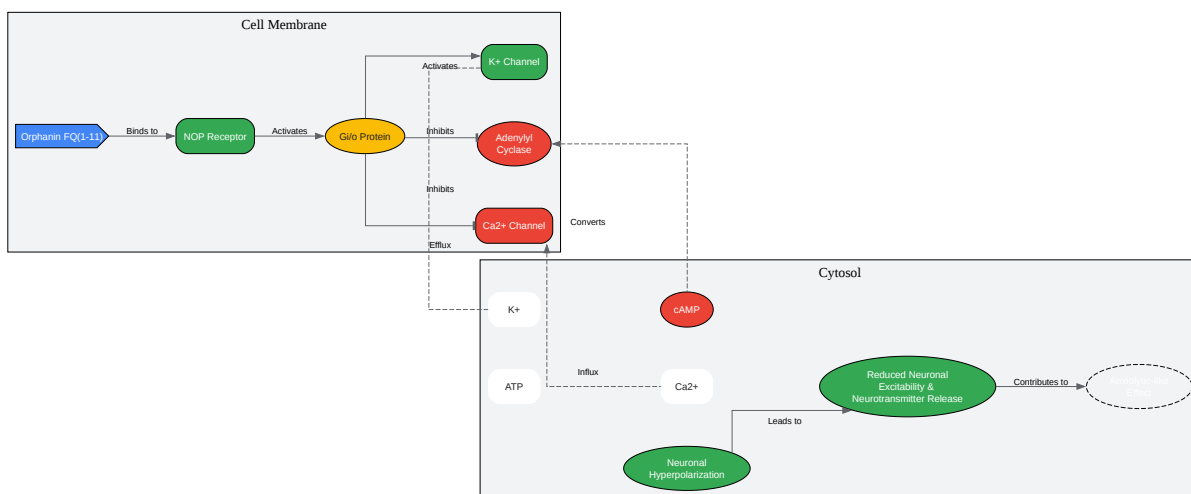 Cell Membrane
K+ Channel
Activates
Orphanin FQ(1-11)
Binds to
NOP Receptor
Activates
Gi/o Protein
Inhibits
Adenylyl
Cyclase
Inhibits
Ca2+ Channel
Converts
Efflux
Cytosol
K+
cAMP
ATP
Influx
Ca2+
Reduced Neuronal
Excitability &
Neurotransmitter Release
Contributes to
Effect
Leads to
Neuronal
Hyperpolarization